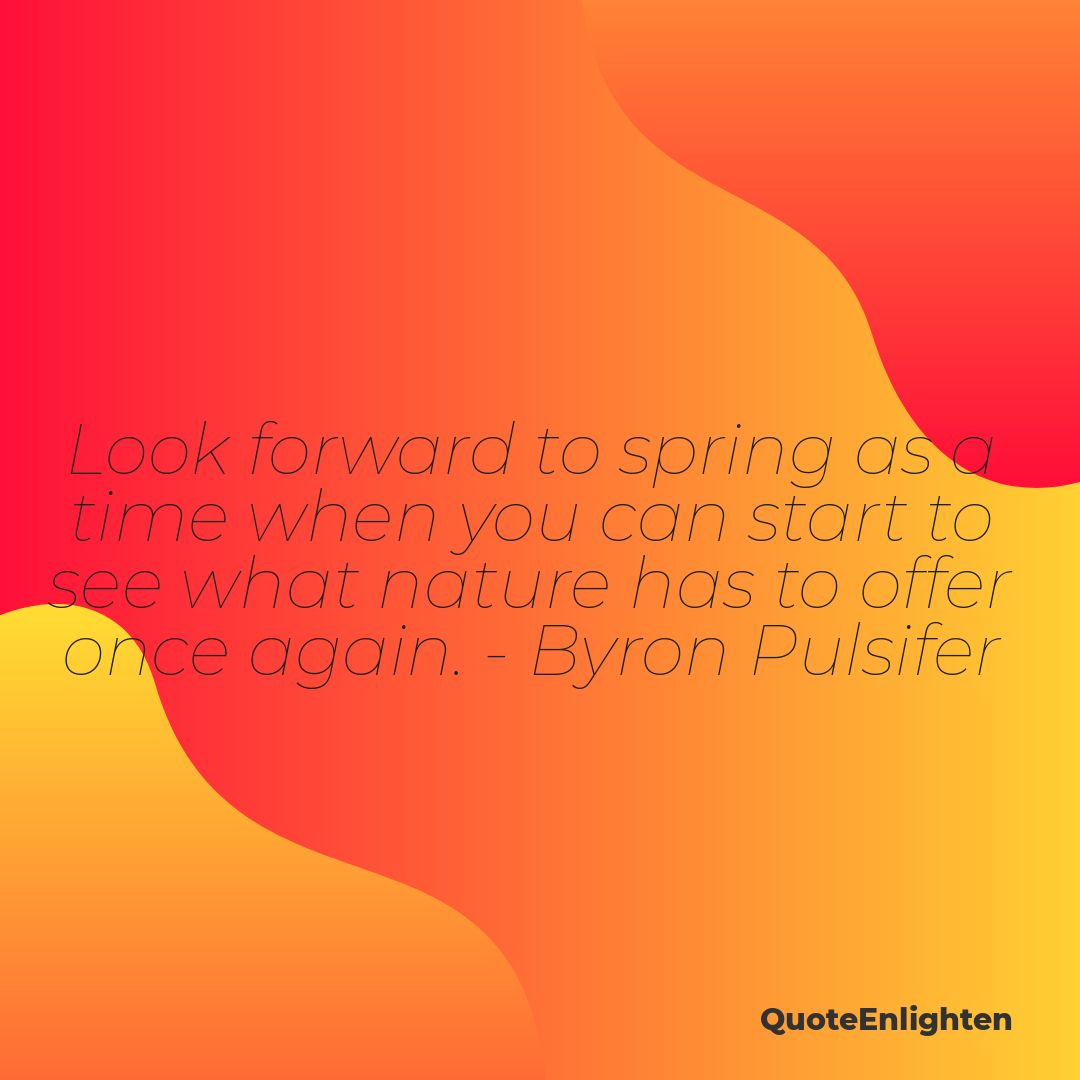 Look forward to spring as a
time when you can start to
see what nature has to offer
once again. - Byron Pulsifer
QuoteEnlighten